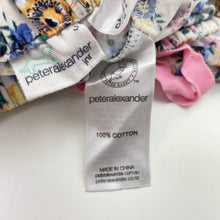 peteralexander
peteralexander
100% COTTON
MADE IN CHINA
peteralexander.com.au
peteralexander.co.nz